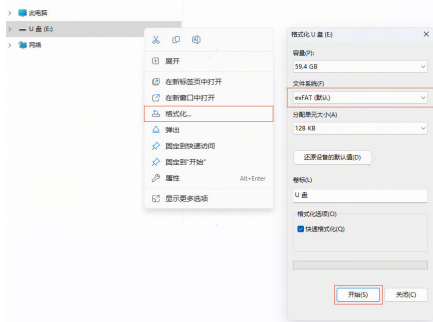 此电脑
U 盘 (E:)
网络
展开
在新标签页中打开
在新窗口中打开
格式化...
弹出
固定到快速访问
固定到"开始"
属性 Alt+Enter
显示更多选项
格式化 U 盘 (E:)
容量(P):
59.4 GB
文件系统(F)
exFAT (默认)
分配单元大小(A)
128 KB
还原设备的默认值(D)
卷标(L)
U 盘
格式化选项(O)
快速格式化(Q)
开始(S)
关闭(C)